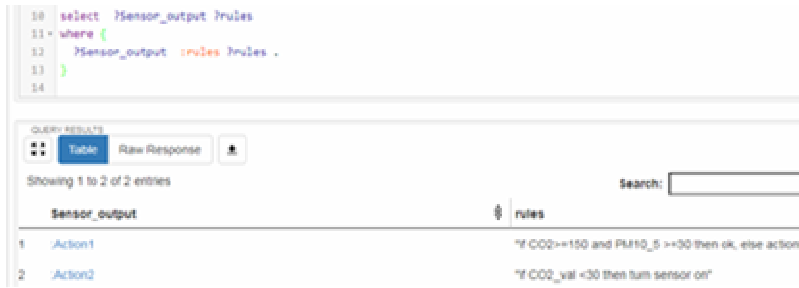 10 select ?Sensor_output ?rules
11 where {
12 ?Sensor_output :rules ?rules .
13 }
14
QUERY RESULTS
Table Raw Response
Showing 1 to 2 of 2 entries
Search:
Sensor_output rules
1 :Action1 "if CO2>=150 and PM10_5 >=30 then ok, else action
2 :Action2 "if CO2_val <30 then turn sensor on"